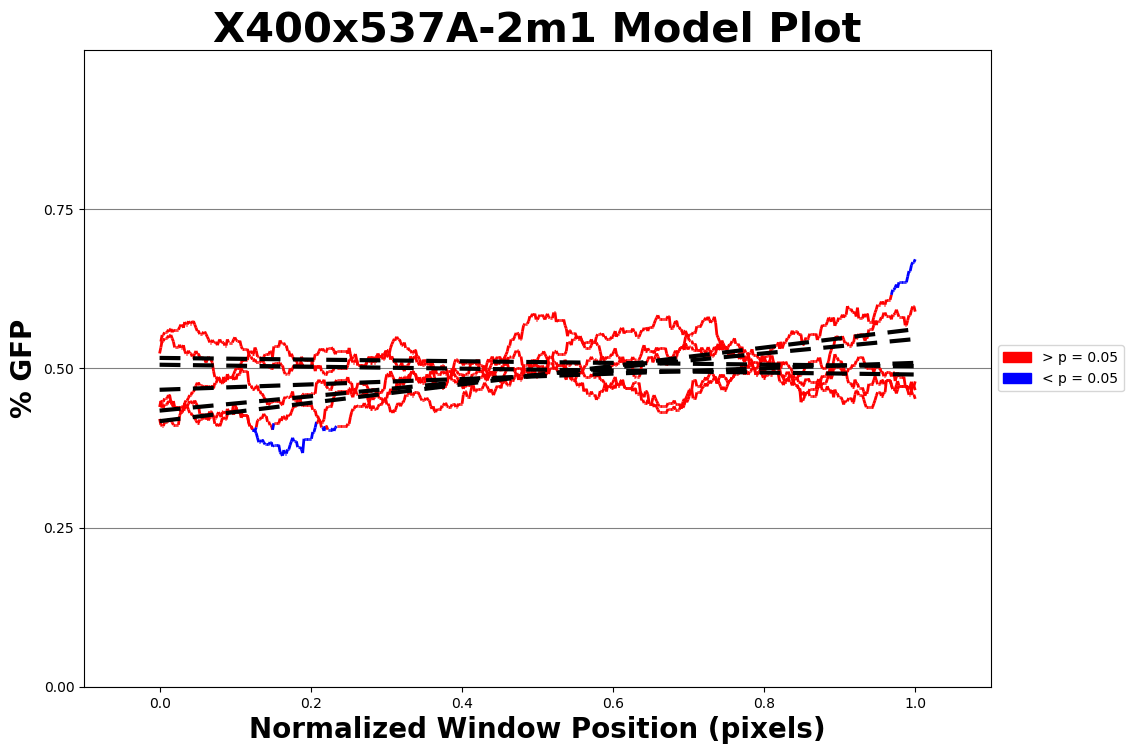 X400x537A-2m1 Model Plot
% GFP
0.75
0.50
0.25
0.00
0.0 0.2 0.4 0.6 0.8 1.0
Normalized Window Position (pixels)
> p = 0.05
< p = 0.05